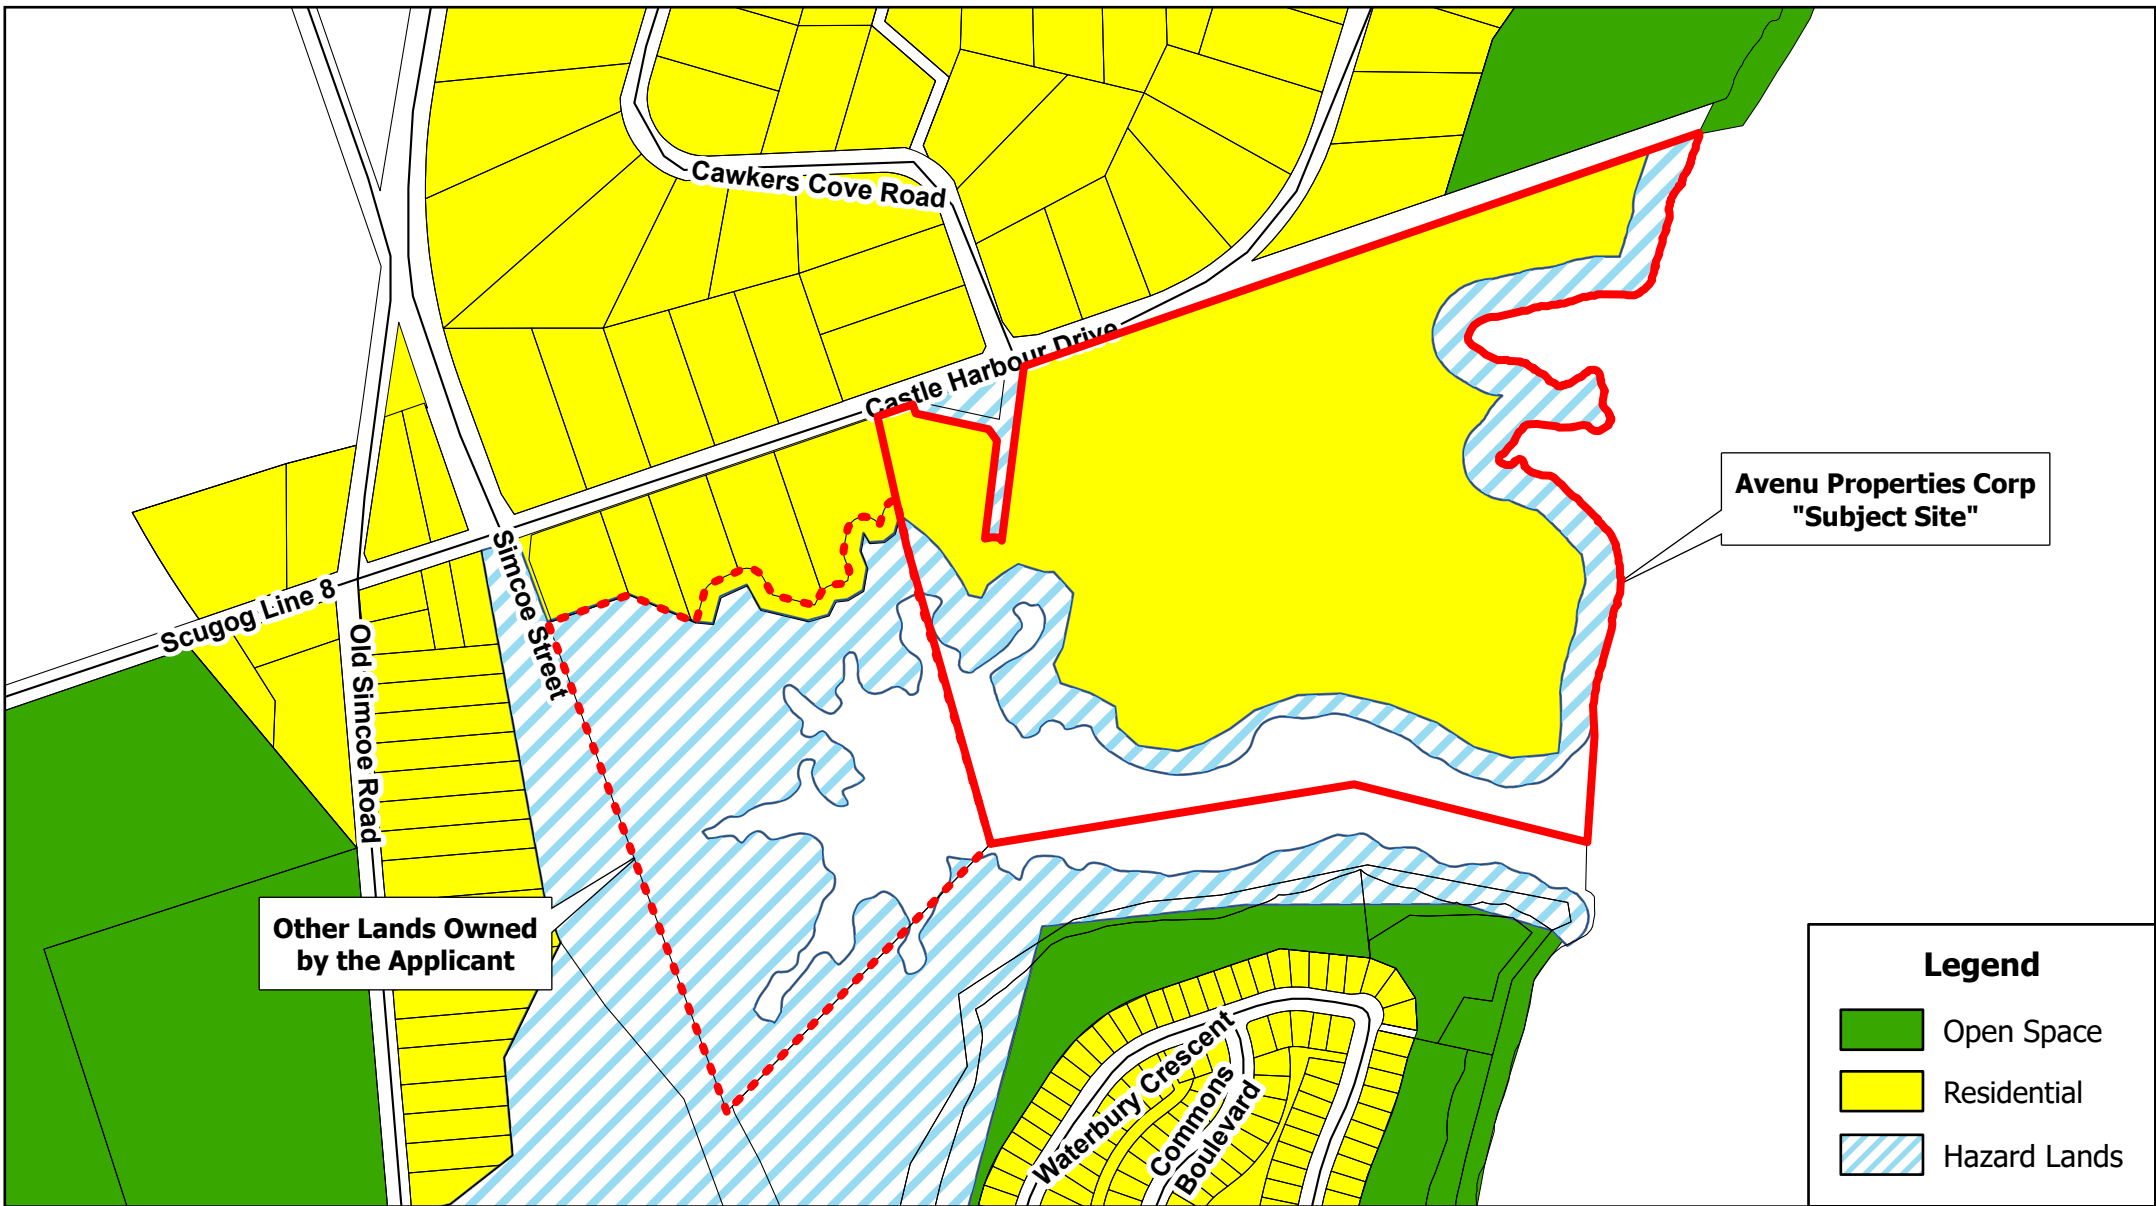 Cawkers Cove Road
Castle Harbour Drive
Avenu Properties Corp
"Subject Site"
Simcoe Street
Scugog Line 8
Old Simcoe Road
Other Lands Owned
by the Applicant
Waterbury Crescent
Commons
Boulevard
Legend
Open Space
Residential
Hazard Lands